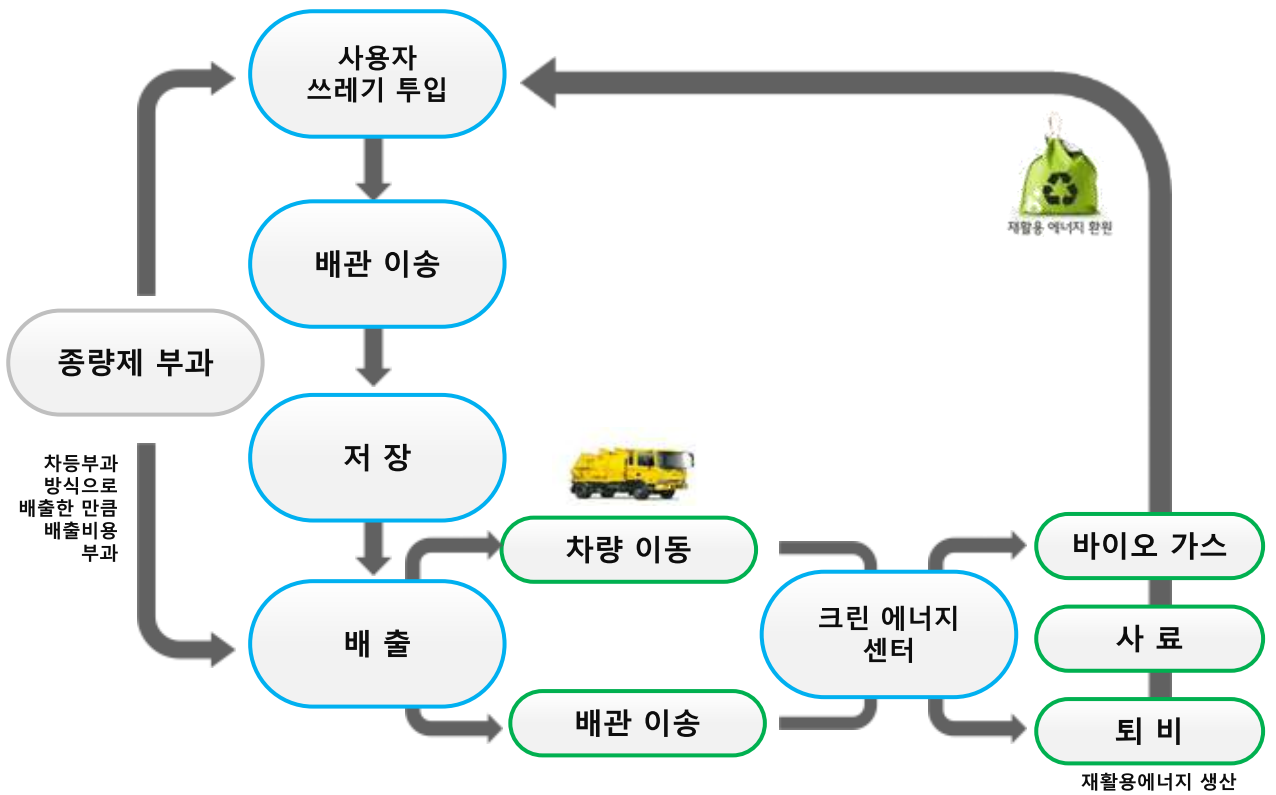 사용자
쓰레기 투입
재활용 에너지 환원
배관 이송
종량제 부과
저 장
차등부과
방식으로
배출한 만큼
배출비용
부과
차량 이동
바이오 가스
크린 에너지
센터
사 료
배 출
배관 이송
퇴 비
재활용에너지 생산